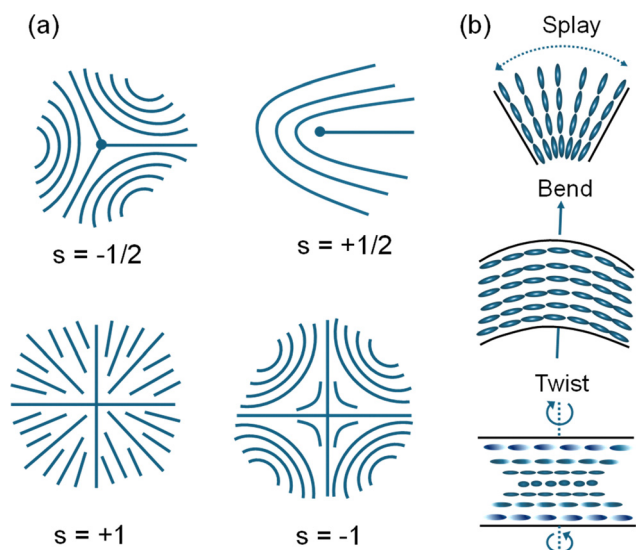 (a)
s = -1/2
s = +1/2
s = +1
s = -1
(b)
Splay
Bend
Twist